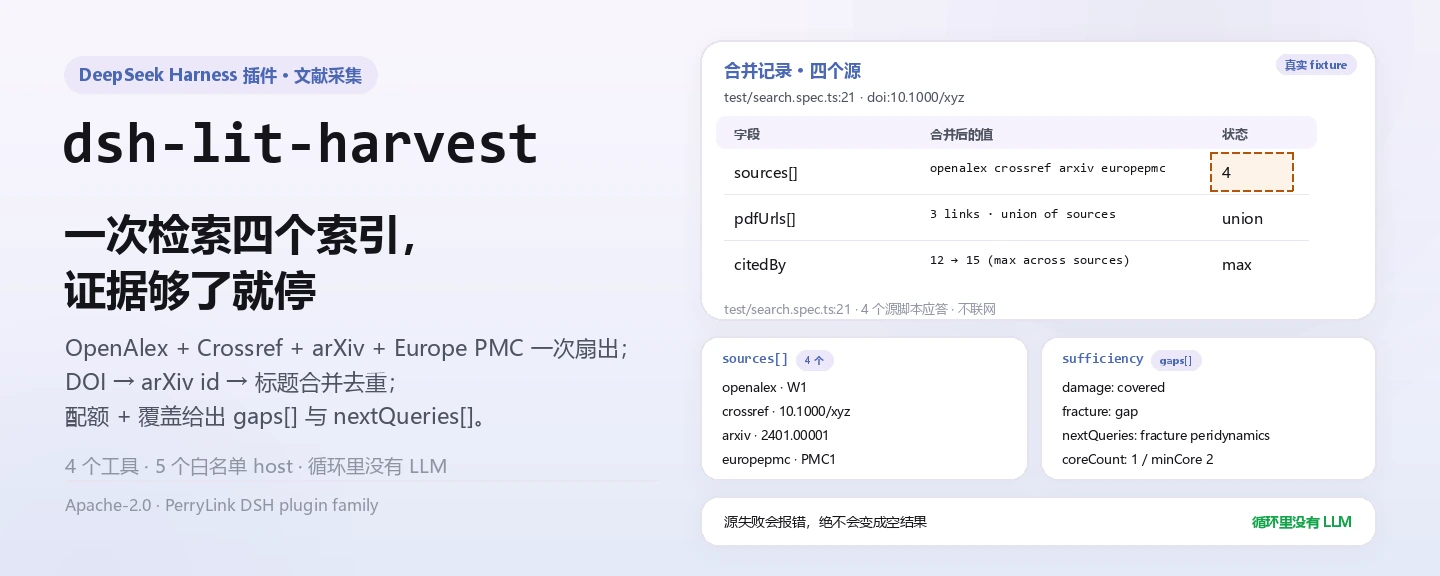 DeepSeek Harness 插件 • 文献采集
dsh-lit-harvest
一次检索四个索引，
证据够了就停
OpenAlex + Crossref + arXiv + Europe PMC 一次扇出；
DOI → arXiv id → 标题合并去重；
配额 + 覆盖给出 gaps[] 与 nextQueries[]。
4 个工具 · 5 个白名单 host · 循环里没有 LLM
Apache-2.0 · PerryLink DSH plugin family
合并记录 • 四个源
真实 fixture
test/search.spec.ts:21 · doi:10.1000/xyz
字段 合并后的值 状态
sources[] openalex crossref arxiv europepmc 4
pdfUrls[] 3 links · union of sources union
citedBy 12 → 15 (max across sources) max
test/search.spec.ts:21 · 4 个源脚本应答 · 不联网
sources[] 4 个
openalex · W1
crossref · 10.1000/xyz
arxiv · 2401.00001
europepmc · PMC1
sufficiency gaps[]
damage: covered
fracture: gap
nextQueries: fracture peridynamics
coreCount: 1 / minCore 2
源失败会报错，绝不会变成空结果
循环里没有 LLM